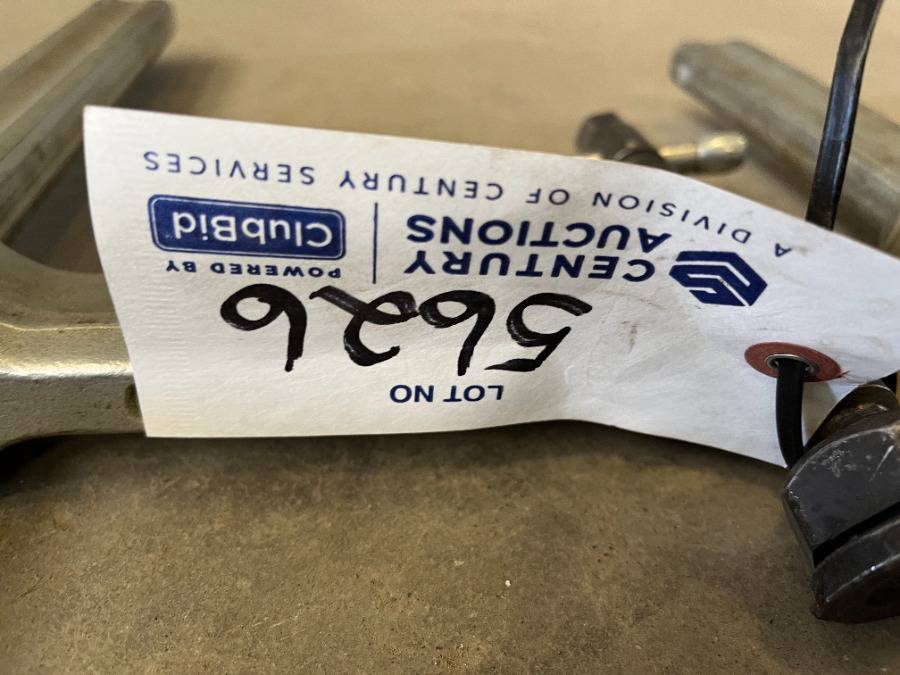 LOT NO
5626
CENTURY
AUCTIONS
POWERED BY
ClubBid
A DIVISION OF CENTURY SERVICES